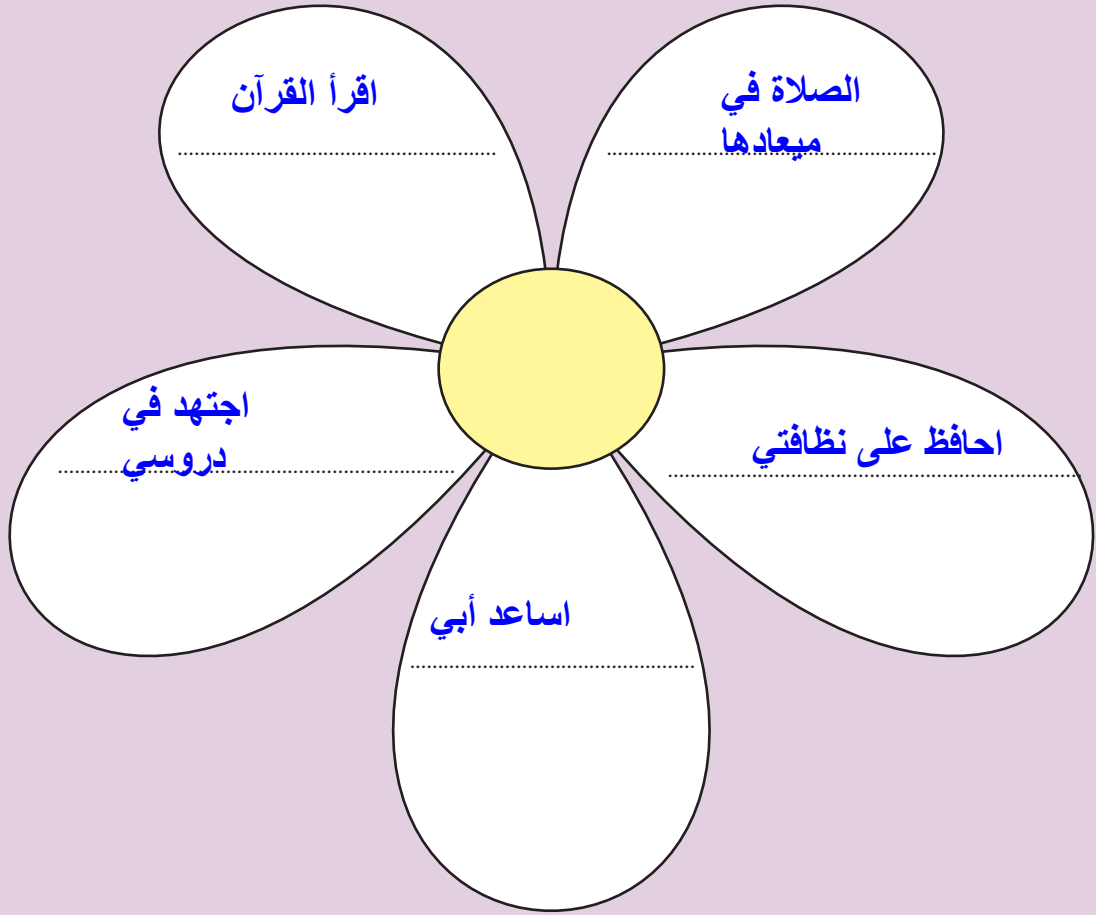 الصلاة في
ميعادها
اقرأ القرآن
احافظ على نظافتي
اجتهد في
دروسي
اساعد أبي